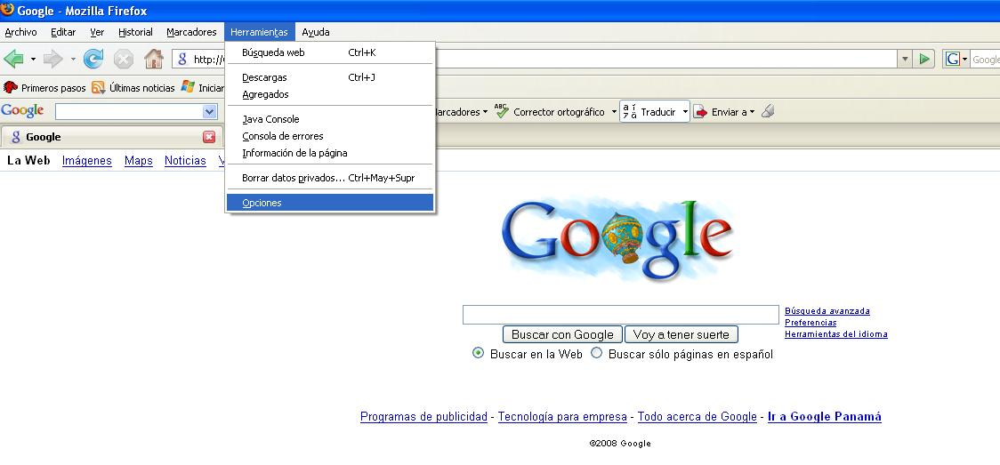 Google - Mozilla Firefox
Archivo Editar Ver Historial Marcadores Herramientas Ayuda
Búsqueda web Ctrl+K
http:// G Google
Descargas Ctrl+J
Primeros pasos Últimas noticias Iniciar
Agregados
Google arcadores ABC Corrector ortográfico Traducir Enviar a
Java Console
Google
Consola de errores
Información de la página
La Web Imágenes Maps Noticias
Borrar datos privados... Ctrl+May+Supr
Opciones
Google
Búsqueda avanzada
Preferencias
Buscar con Google Voy a tener suerte Herramientas del idioma
Buscar en la Web Buscar sólo páginas en español
Programas de publicidad - Tecnología para empresa - Todo acerca de Google - Ir a Google Panamá
©2008 Google